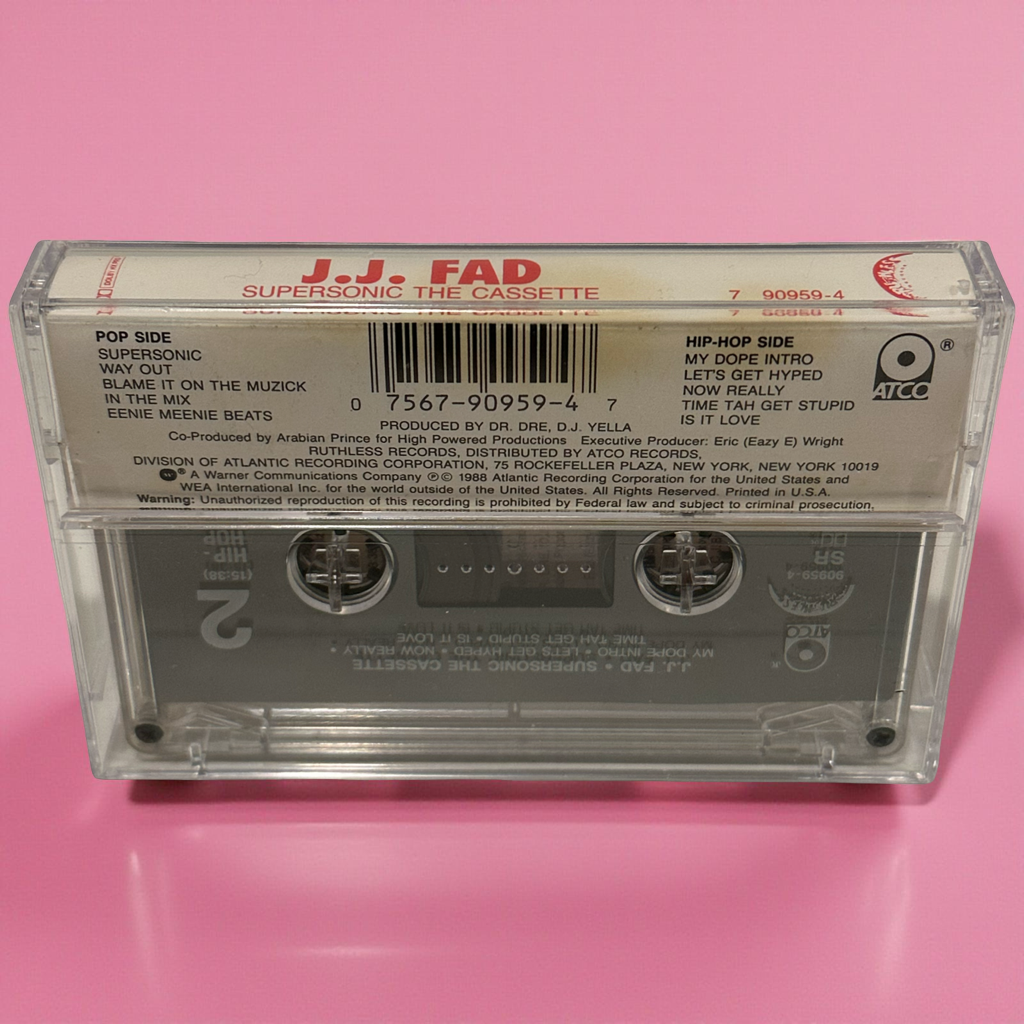 J.J. FAD
SUPERSONIC THE CASSETTE
7 90959-4
POP SIDE
SUPERSONIC
WAY OUT
BLAME IT ON THE MUZICK
IN THE MIX
EENIE MEENIE BEATS
0 7567-90959-4 7
HIP-HOP SIDE
MY DOPE INTRO
LET'S GET HYPED
NOW REALLY
TIME TAH GET STUPID
IS IT LOVE
ATCO ®
PRODUCED BY DR. DRE, D.J. YELLA
Co-Produced by Arabian Prince for High Powered Productions Executive Producer: Eric (Eazy E) Wright
RUTHLESS RECORDS, DISTRIBUTED BY ATCO RECORDS,
DIVISION OF ATLANTIC RECORDING CORPORATION, 75 ROCKEFELLER PLAZA, NEW YORK, NEW YORK 10019
® A Warner Communications Company ℗© 1988 Atlantic Recording Corporation for the United States and
WEA International Inc. for the world outside of the United States. All Rights Reserved. Printed in U.S.A.
Warning: Unauthorized reproduction of this recording is prohibited by Federal law and subject to criminal prosecution.
J.J. FAD • SUPERSONIC THE CASSETTE
MY DOPE INTRO • LET'S GET HYPED • NOW REALLY •
TIME TAH GET STUPID • IS IT LOVE
ATCO
90959-4
SR
2
(15:38)
HIP-
HOP